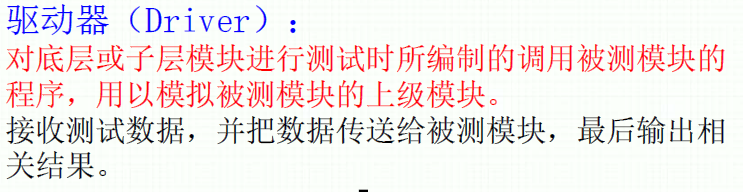 驱动器（Driver）：
对底层或子层模块进行测试时所编制的调用被测模块的
程序，用以模拟被测模块的上级模块。
接收测试数据，并把数据传送给被测模块，最后输出相
关结果。